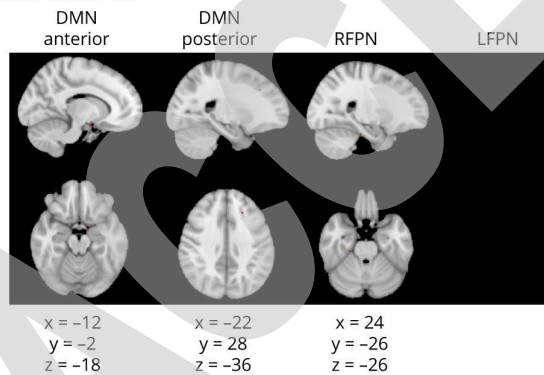 DMN
anterior
DMN
posterior
RFPN
LFPN
x = –12
y = –2
z = –18
x = –22
y = 28
z = –36
x = 24
y = –26
z = –26